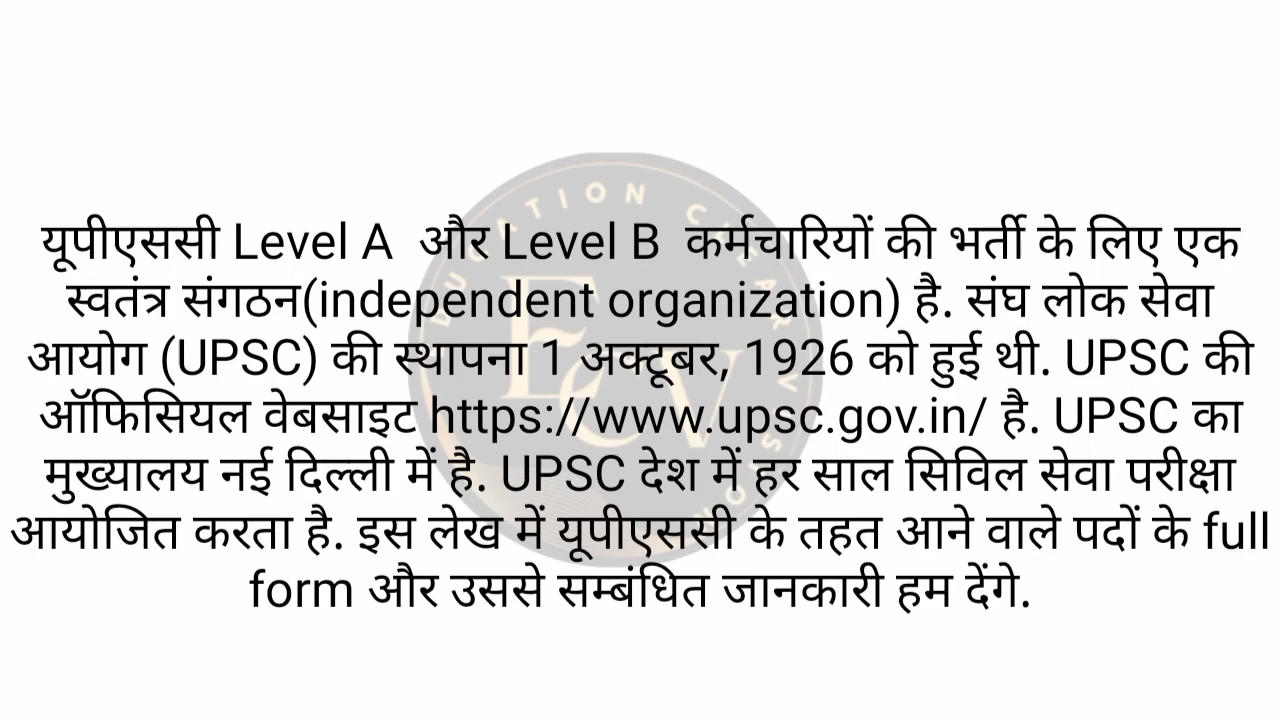 यूपीएससी Level A और Level B कर्मचारियों की भर्ती के लिए एक
स्वतंत्र संगठन(independent organization) है. संघ लोक सेवा
आयोग (UPSC) की स्थापना 1 अक्टूबर, 1926 को हुई थी. UPSC की
ऑफिसियल वेबसाइट https://www.upsc.gov.in/ है. UPSC का
मुख्यालय नई दिल्ली में है. UPSC देश में हर साल सिविल सेवा परीक्षा
आयोजित करता है. इस लेख में यूपीएससी के तहत आने वाले पदों के full
form और उससे सम्बंधित जानकारी हम देंगे.